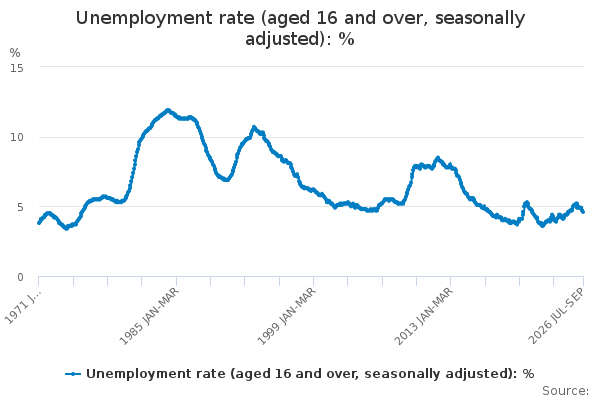 Unemployment rate (aged 16 and over, seasonally
adjusted): %
%
15
10
5
0
1971 J...
1985 JAN-MAR
1999 JAN-MAR
2013 JAN-MAR
2026 JUL-SEP
Unemployment rate (aged 16 and over, seasonally adjusted): %
Source: